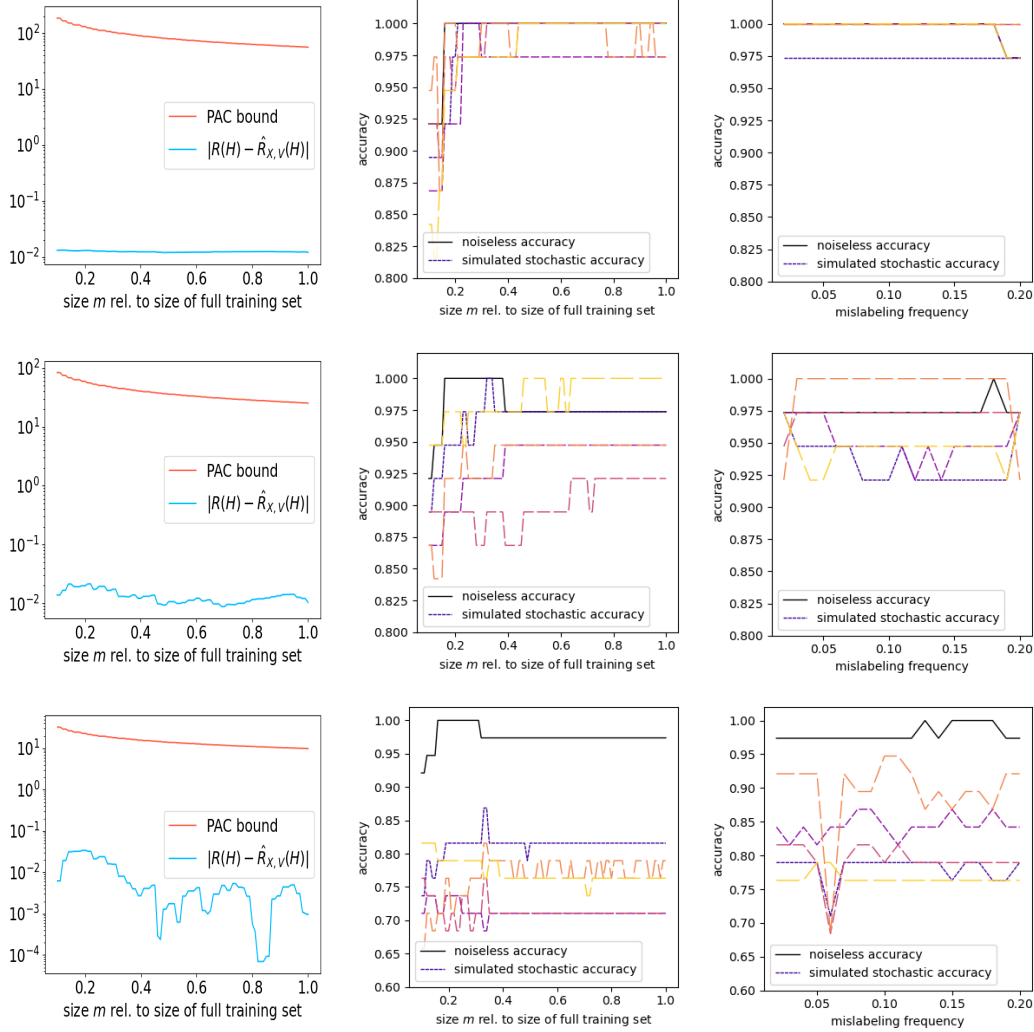 10²
10¹
10⁰
10⁻¹
10⁻²
PAC bound
|R(H) − R̂_{X,V}(H)|
0.2 0.4 0.6 0.8 1.0
size m rel. to size of full training set
1.000
0.975
0.950
0.925
0.900
0.875
0.850
0.825
0.800
accuracy
noiseless accuracy
simulated stochastic accuracy
0.2 0.4 0.6 0.8 1.0
size m rel. to size of full training set
1.000
0.975
0.950
0.925
0.900
0.875
0.850
0.825
0.800
accuracy
noiseless accuracy
simulated stochastic accuracy
0.05 0.10 0.15 0.20
mislabeling frequency
10²
10¹
10⁰
10⁻¹
10⁻²
PAC bound
|R(H) − R̂_{X,V}(H)|
0.2 0.4 0.6 0.8 1.0
size m rel. to size of full training set
1.000
0.975
0.950
0.925
0.900
0.875
0.850
0.825
0.800
accuracy
noiseless accuracy
simulated stochastic accuracy
0.2 0.4 0.6 0.8 1.0
size m rel. to size of full training set
1.000
0.975
0.950
0.925
0.900
0.875
0.850
0.825
0.800
accuracy
noiseless accuracy
simulated stochastic accuracy
0.05 0.10 0.15 0.20
mislabeling frequency
10¹
10⁰
10⁻¹
10⁻²
10⁻³
10⁻⁴
PAC bound
|R(H) − R̂_{X,V}(H)|
0.2 0.4 0.6 0.8 1.0
size m rel. to size of full training set
1.00
0.95
0.90
0.85
0.80
0.75
0.70
0.65
0.60
accuracy
noiseless accuracy
simulated stochastic accuracy
0.2 0.4 0.6 0.8 1.0
size m rel. to size of full training set
1.00
0.95
0.90
0.85
0.80
0.75
0.70
0.65
0.60
accuracy
noiseless accuracy
simulated stochastic accuracy
0.05 0.10 0.15 0.20
mislabeling frequency